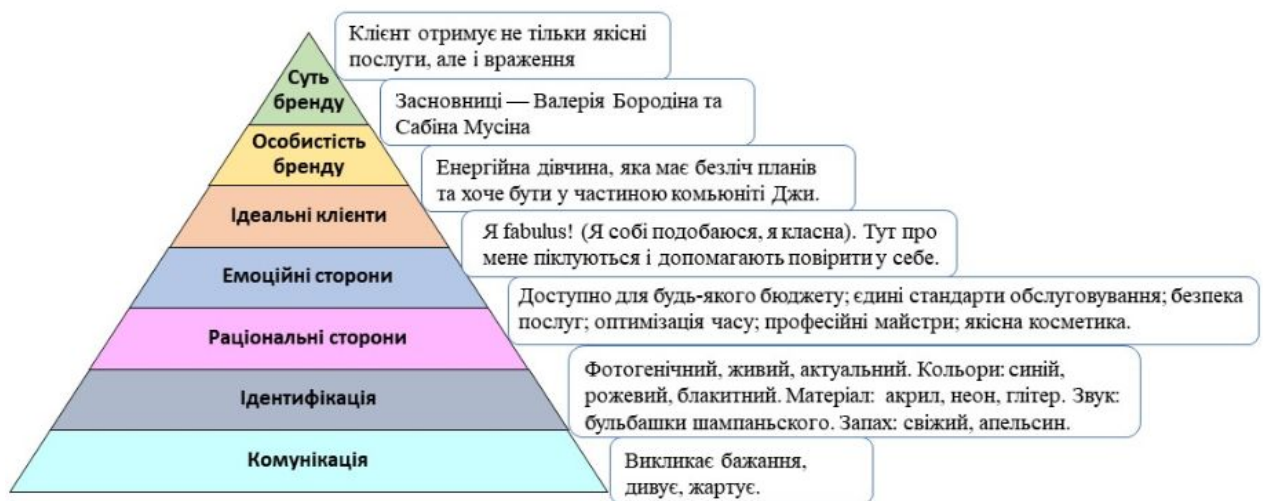 Клієнт отримує не тільки якісні
послуги, але і враження
Суть
бренду
Засновниці — Валерія Бородіна та
Сабіна Мусіна
Особистість
бренду
Енергійна дівчина, яка має безліч планів
та хоче бути у частиною комьюніті Джи.
Ідеальні клієнти
Я fabulus! (Я собі подобаюся, я класна). Тут про
мене піклуються і допомагають повірити у себе.
Емоційні сторони
Доступно для будь-якого бюджету; єдині стандарти обслуговування; безпека
послуг; оптимізація часу; професійні майстри; якісна косметика.
Раціональні сторони
Фотогенічний, живий, актуальний. Кольори: синій,
рожевий, блакитний. Матеріал: акрил, неон, глітер. Звук:
бульбашки шампаньского. Запах: свіжий, апельсин.
Ідентифікація
Викликає бажання,
дивує, жартує.
Комунікація